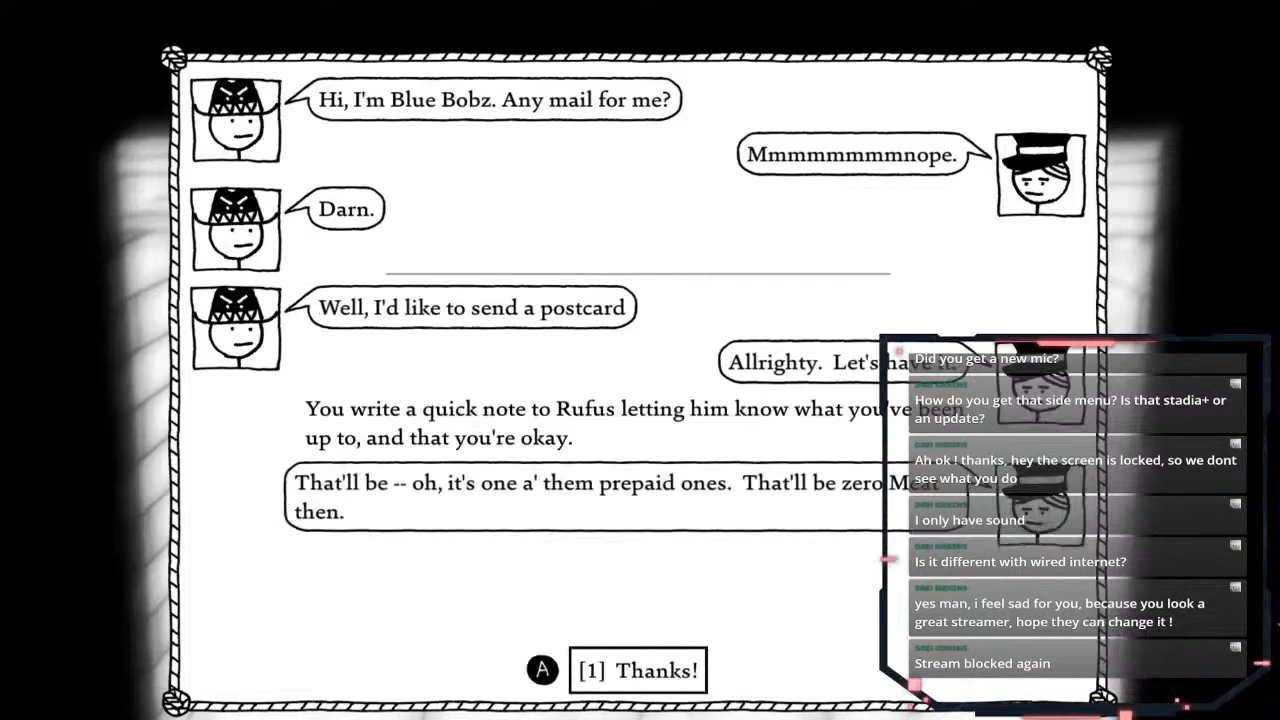 Hi, I'm Blue Bobz. Any mail for me?
Mmmmmmmmnope.
Darn.
Well, I'd like to send a postcard
Allrighty. Let's have it.
You write a quick note to Rufus letting him know what you've been
up to, and that you're okay.
That'll be -- oh, it's one a' them prepaid ones. That'll be zero Meat
then.
A [1] Thanks!
Did you get a new mic?
How do you get that side menu? Is that stadia+ or
an update?
Ah ok ! thanks, hey the screen is locked, so we dont
see what you do
I only have sound
Is it different with wired internet?
yes man, i feel sad for you, because you look a
great streamer, hope they can change it !
Stream blocked again